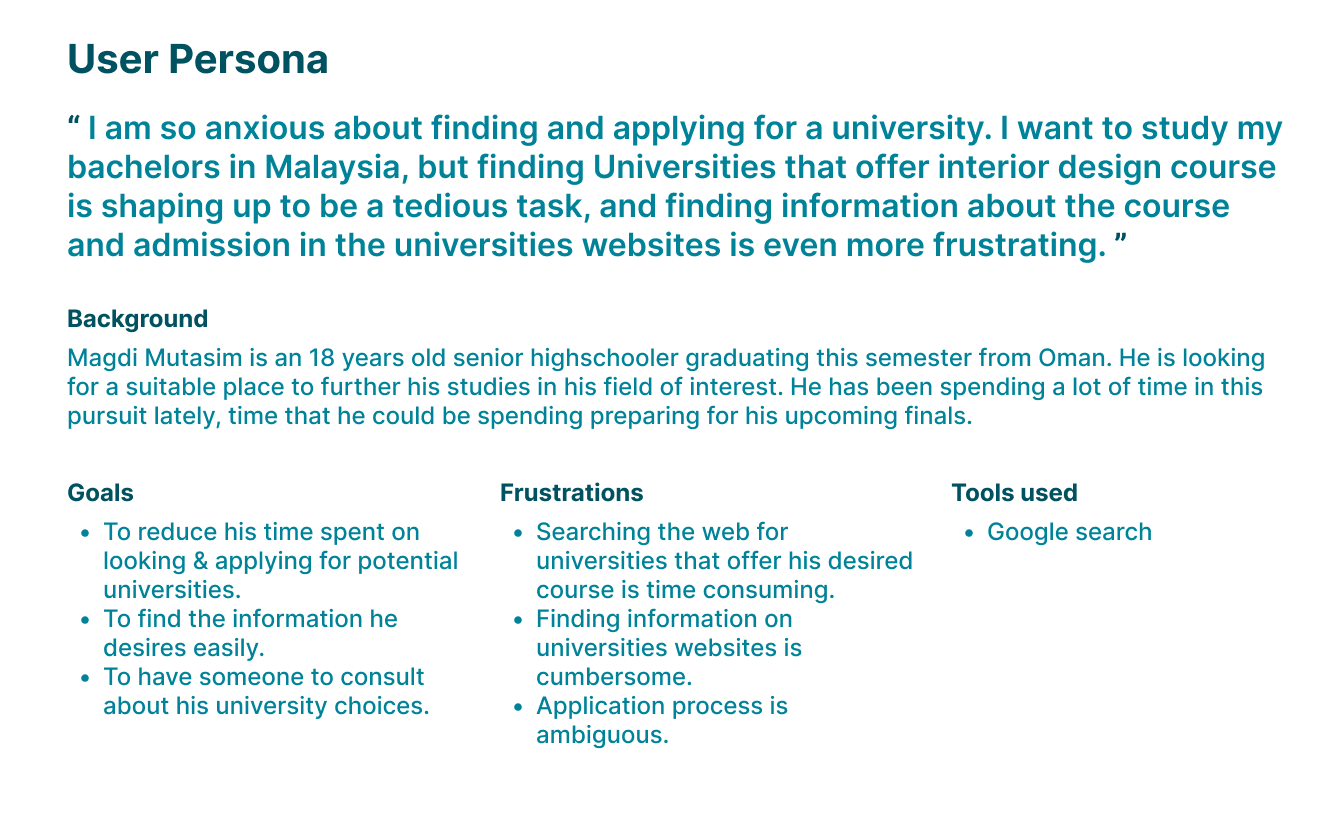 User Persona
“ I am so anxious about finding and applying for a university. I want to study my
bachelors in Malaysia, but finding Universities that offer interior design course
is shaping up to be a tedious task, and finding information about the course
and admission in the universities websites is even more frustrating. ”
Background
Magdi Mutasim is an 18 years old senior highschooler graduating this semester from Oman. He is looking
for a suitable place to further his studies in his field of interest. He has been spending a lot of time in this
pursuit lately, time that he could be spending preparing for his upcoming finals.
Goals
• To reduce his time spent on
looking & applying for potential
universities.
• To find the information he
desires easily.
• To have someone to consult
about his university choices.
Frustrations
• Searching the web for
universities that offer his desired
course is time consuming.
• Finding information on
universities websites is
cumbersome.
• Application process is
ambiguous.
Tools used
• Google search